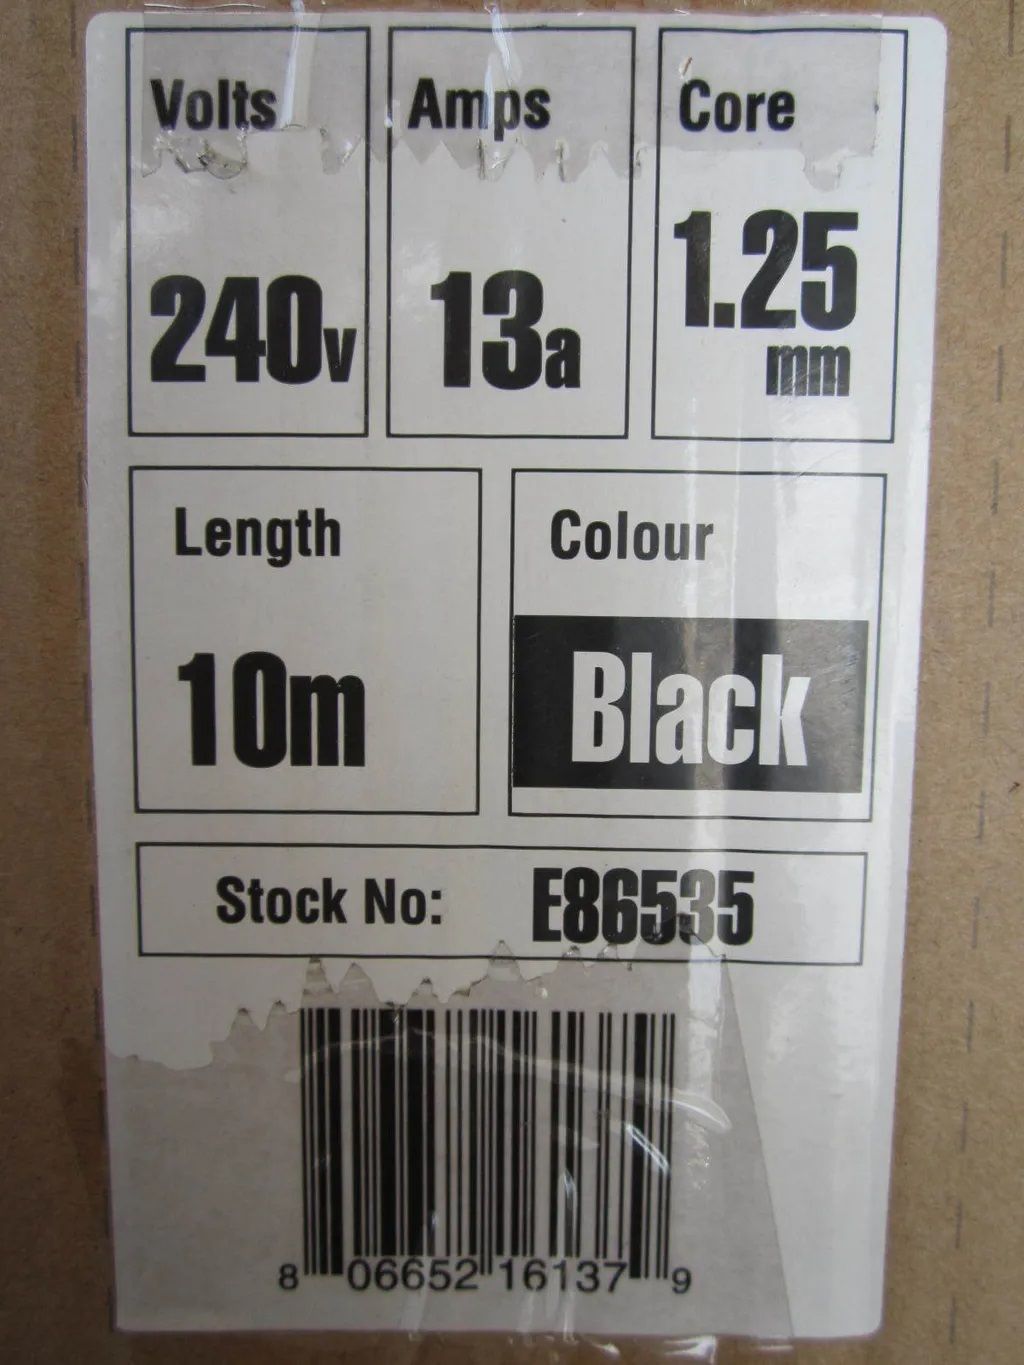 Volts
240v
Amps
13a
Core
1.25
mm
Length
10m
Colour
Black
Stock No: E86535
8 06652 16137 9